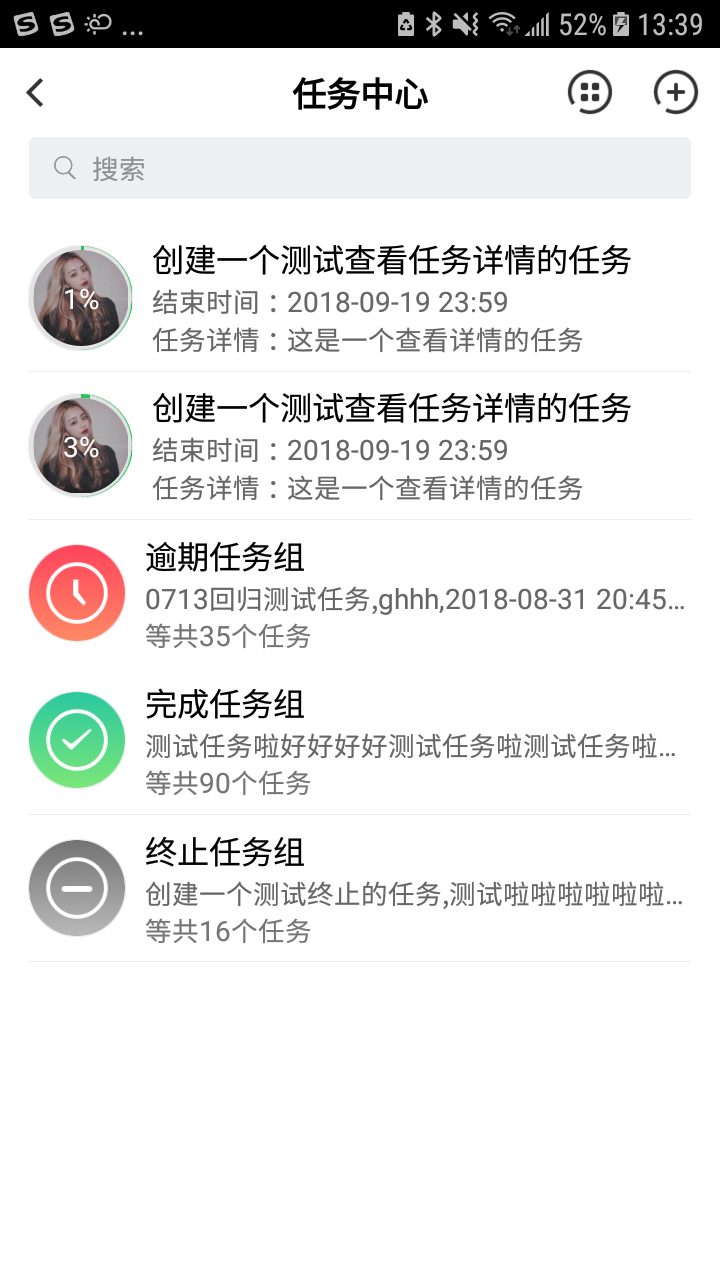 ... 52% 13:39
任务中心
搜索
1%
创建一个测试查看任务详情的任务
结束时间：2018-09-19 23:59
任务详情：这是一个查看详情的任务
3%
创建一个测试查看任务详情的任务
结束时间：2018-09-19 23:59
任务详情：这是一个查看详情的任务
逾期任务组
0713回归测试任务,ghhh,2018-08-31 20:45...
等共35个任务
完成任务组
测试任务啦好好好好测试任务啦测试任务啦...
等共90个任务
终止任务组
创建一个测试终止的任务,测试啦啦啦啦啦啦...
等共16个任务